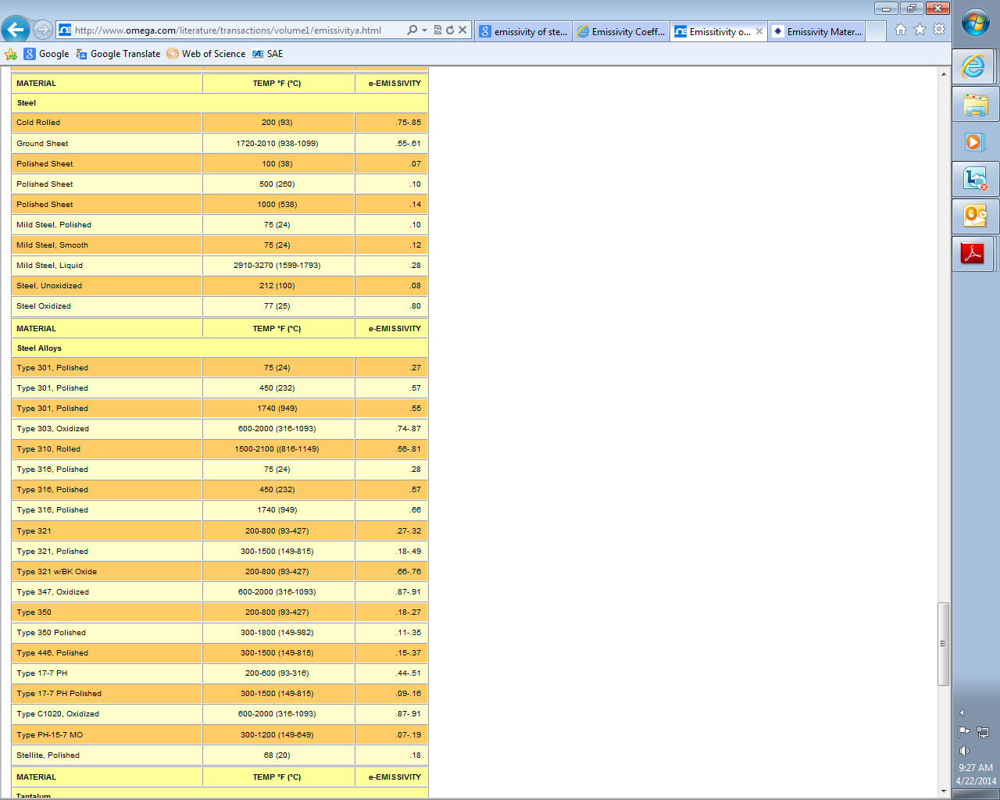 http://www.omega.com/literature/transactions/volume1/emissivitya.html
emissivity of ste...
Emissivity Coeff...
Emissitivity o...
Emissivity Mater...
Google
Google Translate
Web of Science
SAE
MATERIAL TEMP °F (°C) e-EMISSIVITY
Steel
Cold Rolled 200 (93) .75-.85
Ground Sheet 1720-2010 (938-1099) .55-.61
Polished Sheet 100 (38) .07
Polished Sheet 500 (260) .10
Polished Sheet 1000 (538) .14
Mild Steel, Polished 75 (24) .10
Mild Steel, Smooth 75 (24) .12
Mild Steel, Liquid 2910-3270 (1599-1793) .28
Steel, Unoxidized 212 (100) .08
Steel Oxidized 77 (25) .80
MATERIAL TEMP °F (°C) e-EMISSIVITY
Steel Alloys
Type 301, Polished 75 (24) .27
Type 301, Polished 450 (232) .57
Type 301, Polished 1740 (949) .55
Type 303, Oxidized 600-2000 (316-1093) .74-.87
Type 310, Rolled 1500-2100 ((816-1149) .56-.81
Type 316, Polished 75 (24) .28
Type 316, Polished 450 (232) .57
Type 316, Polished 1740 (949) .66
Type 321 200-800 (93-427) .27-.32
Type 321, Polished 300-1500 (149-815) .18-.49
Type 321 w/BK Oxide 200-800 (93-427) .66-.76
Type 347, Oxidized 600-2000 (316-1093) .87-.91
Type 350 200-800 (93-427) .18-.27
Type 350 Polished 300-1800 (149-982) .11-.35
Type 446, Polished 300-1500 (149-815) .15-.37
Type 17-7 PH 200-600 (93-316) .44-.51
Type 17-7 PH Polished 300-1500 (149-815) .09-.16
Type C1020, Oxidized 600-2000 (316-1093) .87-.91
Type PH-15-7 MO 300-1200 (149-649) .07-.19
Stellite, Polished 68 (20) .18
MATERIAL TEMP °F (°C) e-EMISSIVITY
Tantalum
9:27 AM
4/22/2014